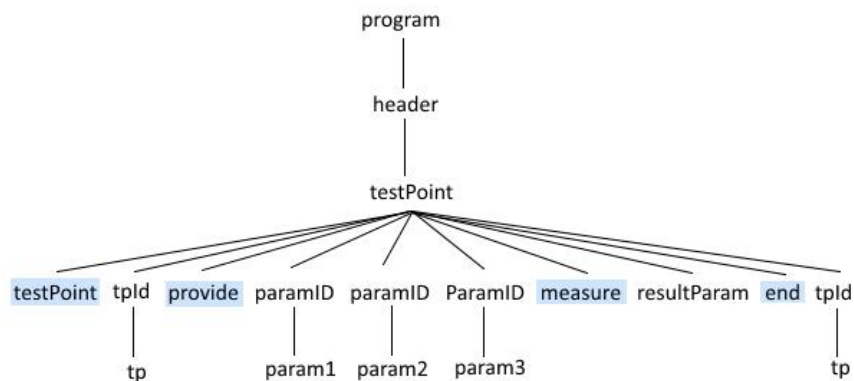 program
header
testPoint
testPoint tpId provide paramID paramID ParamID measure resultParam end tpId
tp param1 param2 param3 tp